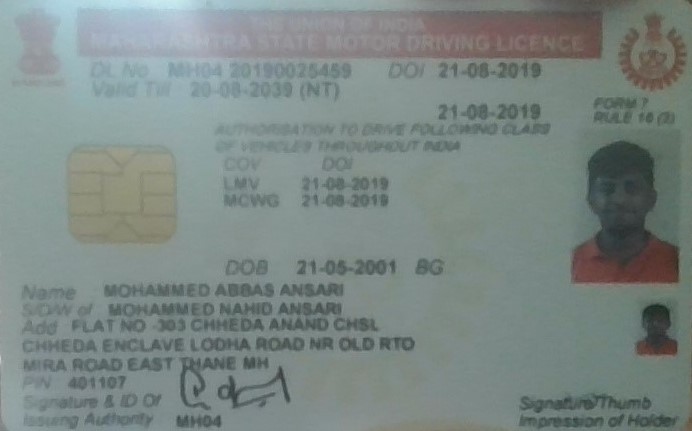 THE UNION OF INDIA
MAHARASHTRA STATE MOTOR DRIVING LICENCE
DL No MH04 20190025459 DOI 21-08-2019
Valid Till 20-08-2039 (NT)
21-08-2019
FORM 7
RULE 16 (2)
AUTHORISATION TO DRIVE FOLLOWING CLASS
OF VEHICLES THROUGHOUT INDIA
COV DOI
LMV 21-08-2019
MCWG 21-08-2019
DOB 21-05-2001 BG
Name MOHAMMED ABBAS ANSARI
S/D/W of MOHAMMED NAHID ANSARI
Add FLAT NO -303 CHHEDA ANAND CHSL
CHHEDA ENCLAVE LODHA ROAD NR OLD RTO
MIRA ROAD EAST THANE MH
PIN 401107
Signature & ID Of
Issuing Authority MH04
Signature/Thumb
Impression of Holder